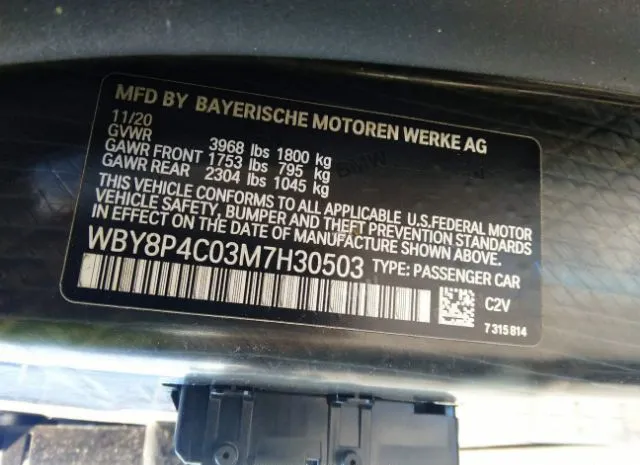 MFD BY BAYERISCHE MOTOREN WERKE AG
11/20
GVWR 3968 lbs 1800 kg
GAWR FRONT 1753 lbs 795 kg
GAWR REAR 2304 lbs 1045 kg
THIS VEHICLE CONFORMS TO ALL APPLICABLE U.S.FEDERAL MOTOR
VEHICLE SAFETY, BUMPER AND THEFT PREVENTION STANDARDS
IN EFFECT ON THE DATE OF MANUFACTURE SHOWN ABOVE.
WBY8P4C03M7H30503 TYPE: PASSENGER CAR
C2V
7 315 814